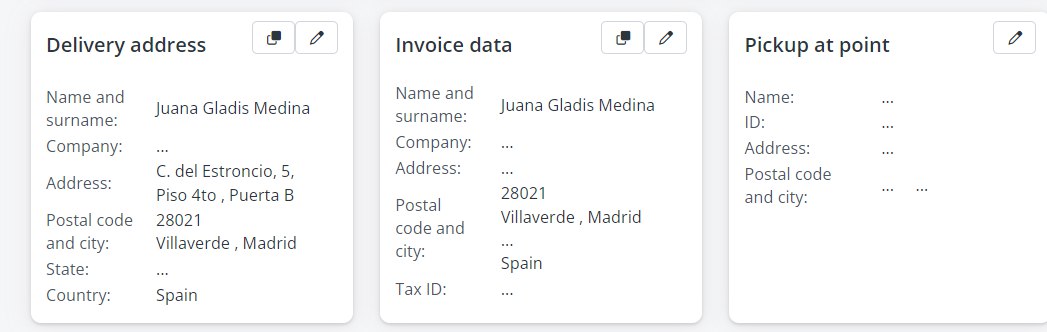 Delivery address
Name and
surname:
Juana Gladis Medina
Company:
...
Address:
C. del Estroncio, 5,
Piso 4to , Puerta B
Postal code
and city:
28021
Villaverde , Madrid
State:
...
Country:
Spain
Invoice data
Name and
surname:
Juana Gladis Medina
Company:
...
Address:
...
Postal
code and
city:
28021
Villaverde , Madrid
...
Spain
Tax ID:
...
Pickup at point
Name:
...
ID:
...
Address:
...
Postal code
and city:
... ...